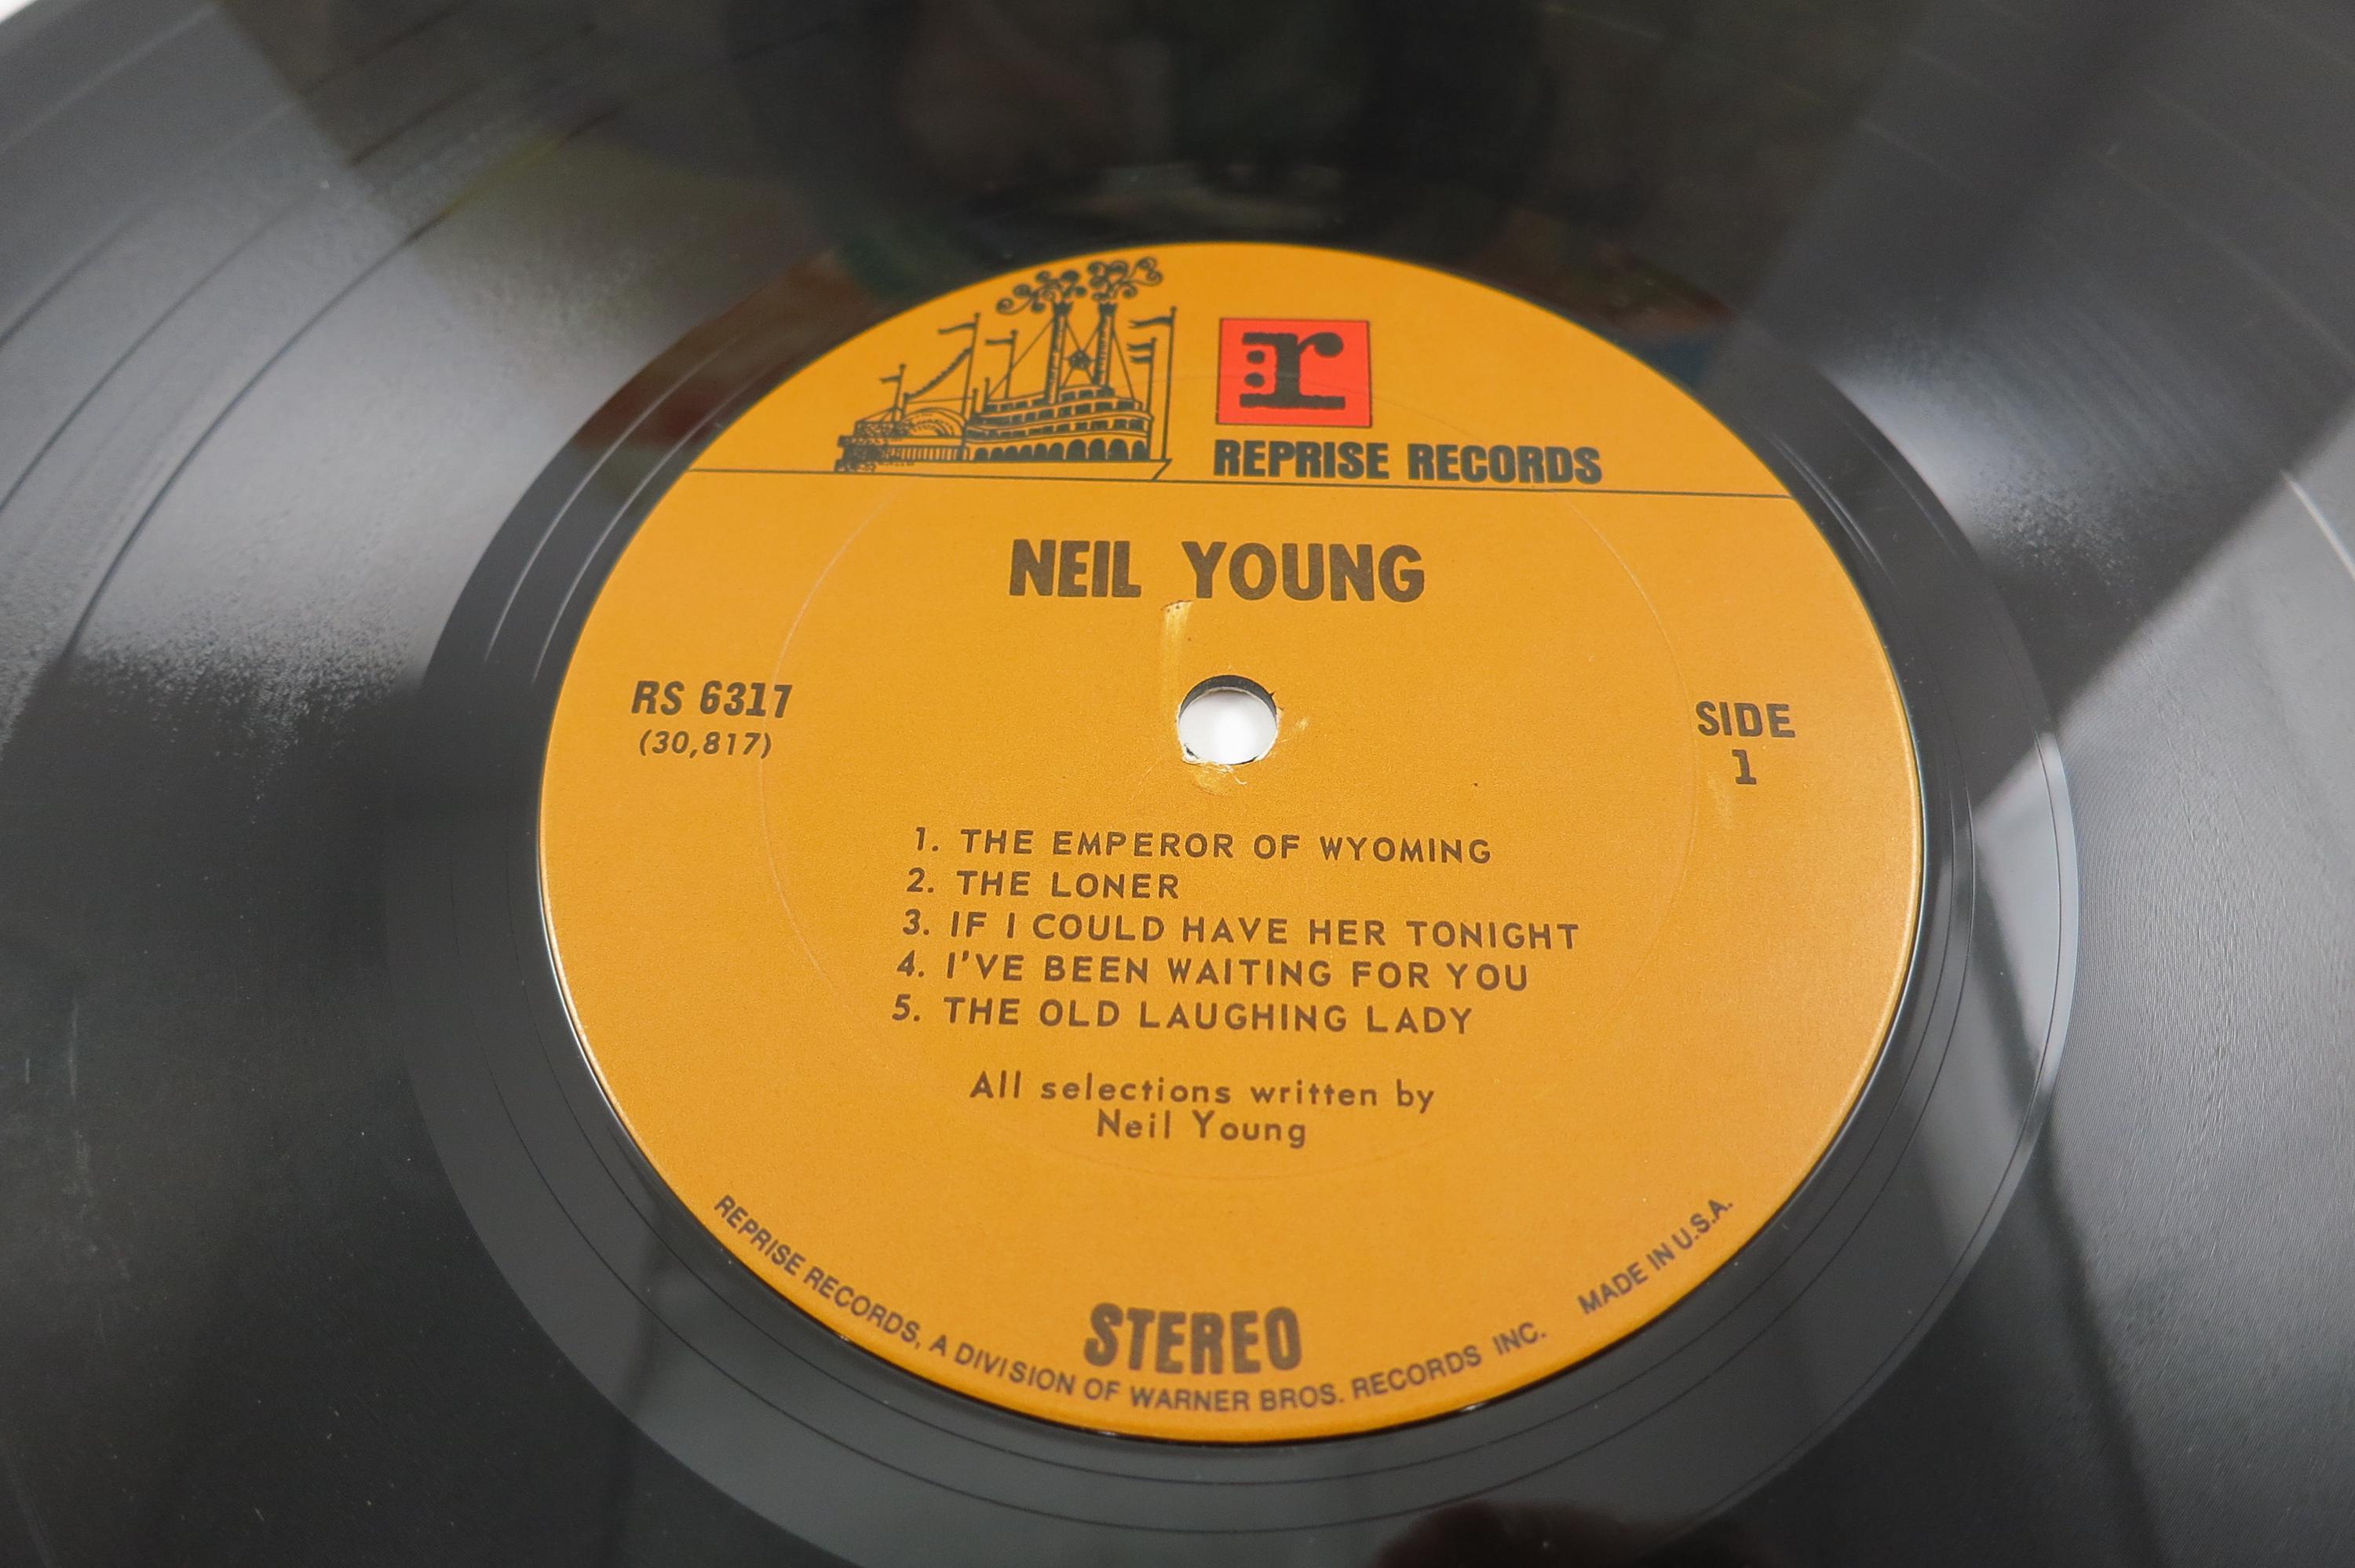 r:
REPRISE RECORDS
NEIL YOUNG
RS 6317
(30,817)
SIDE
1
1. THE EMPEROR OF WYOMING
2. THE LONER
3. IF I COULD HAVE HER TONIGHT
4. I'VE BEEN WAITING FOR YOU
5. THE OLD LAUGHING LADY
All selections written by
Neil Young
STEREO
REPRISE RECORDS, A DIVISION OF WARNER BROS. RECORDS INC. MADE IN U.S.A.